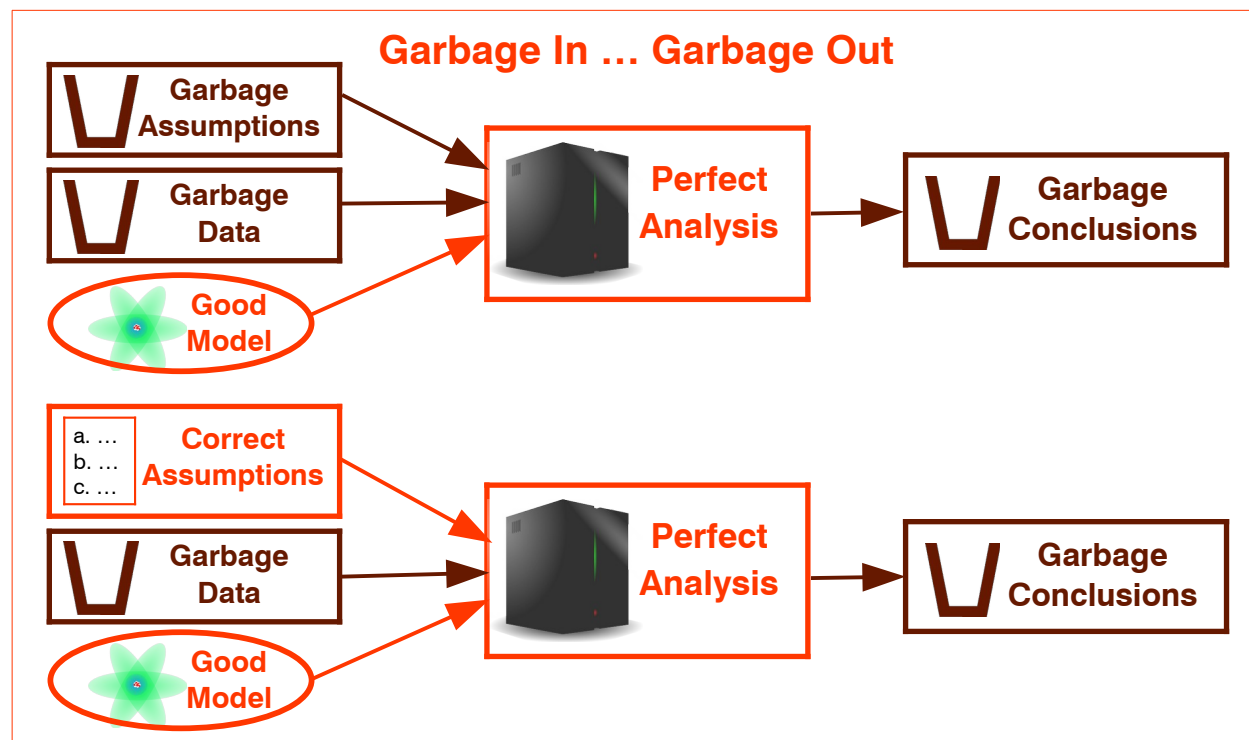 Garbage In … Garbage Out
Garbage
Assumptions
Garbage
Data
Good
Model
Perfect
Analysis
Garbage
Conclusions
a. …
b. …
c. …
Correct
Assumptions
Garbage
Data
Good
Model
Perfect
Analysis
Garbage
Conclusions